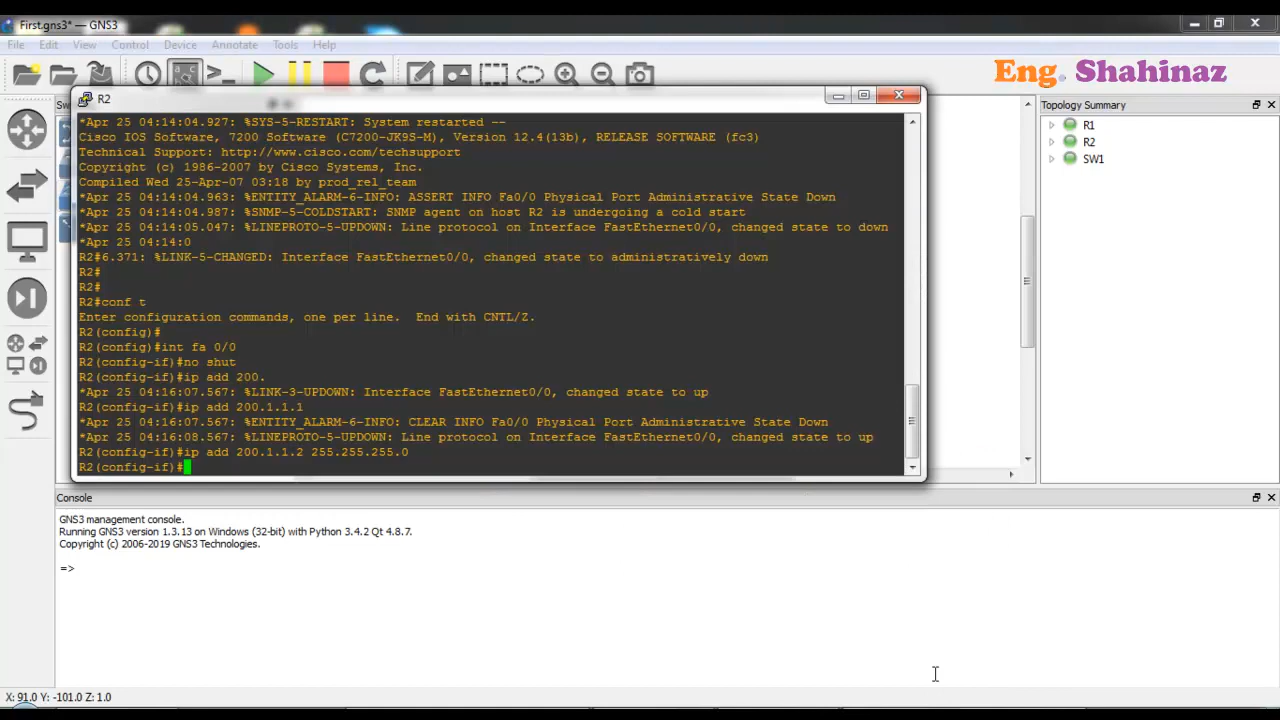 First.gns3* — GNS3
File Edit View Control Device Annotate Tools Help
Eng. Shahinaz
R2
*Apr 25 04:14:04.927: %SYS-5-RESTART: System restarted --
Cisco IOS Software, 7200 Software (C7200-JK9S-M), Version 12.4(13b), RELEASE SOFTWARE (fc3)
Technical Support: http://www.cisco.com/techsupport
Copyright (c) 1986-2007 by Cisco Systems, Inc.
Compiled Wed 25-Apr-07 03:18 by prod_rel_team
*Apr 25 04:14:04.963: %ENTITY_ALARM-6-INFO: ASSERT INFO Fa0/0 Physical Port Administrative State Down
*Apr 25 04:14:04.987: %SNMP-5-COLDSTART: SNMP agent on host R2 is undergoing a cold start
*Apr 25 04:14:05.047: %LINEPROTO-5-UPDOWN: Line protocol on Interface FastEthernet0/0, changed state to down
*Apr 25 04:14:0
R2#6.371: %LINK-5-CHANGED: Interface FastEthernet0/0, changed state to administratively down
R2#
R2#
R2#conf t
Enter configuration commands, one per line.  End with CNTL/Z.
R2(config)#
R2(config)#int fa 0/0
R2(config-if)#no shut
R2(config-if)#ip add 200.
*Apr 25 04:16:07.567: %LINK-3-UPDOWN: Interface FastEthernet0/0, changed state to up
R2(config-if)#ip add 200.1.1.1
*Apr 25 04:16:07.567: %ENTITY_ALARM-6-INFO: CLEAR INFO Fa0/0 Physical Port Administrative State Down
*Apr 25 04:16:08.567: %LINEPROTO-5-UPDOWN: Line protocol on Interface FastEthernet0/0, changed state to up
R2(config-if)#ip add 200.1.1.2 255.255.255.0
R2(config-if)#
Topology Summary
R1
R2
SW1
Console
GNS3 management console.
Running GNS3 version 1.3.13 on Windows (32-bit) with Python 3.4.2 Qt 4.8.7.
Copyright (c) 2006-2019 GNS3 Technologies.
=>
X: 91.0 Y: -101.0 Z: 1.0